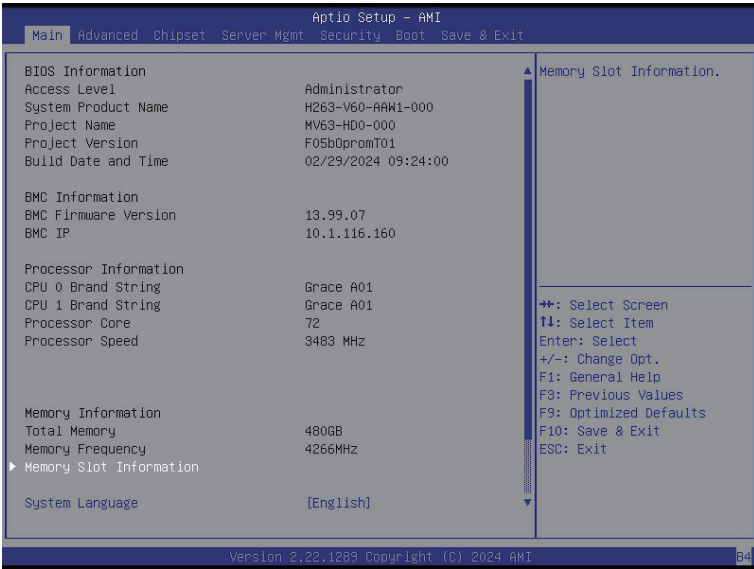 Aptio Setup – AMI
Main Advanced Chipset Server Mgmt Security Boot Save & Exit
BIOS Information
Access Level Administrator
System Product Name H263-V60-AAW1-000
Project Name MV63-HD0-000
Project Version F05bOpromT01
Build Date and Time 02/29/2024 09:24:00
BMC Information
BMC Firmware Version 13.99.07
BMC IP 10.1.116.160
Processor Information
CPU 0 Brand String Grace A01
CPU 1 Brand String Grace A01
Processor Core 72
Processor Speed 3483 MHz
Memory Information
Total Memory 480GB
Memory Frequency 4266MHz
Memory Slot Information
System Language [English]
Memory Slot Information.
→←: Select Screen
↑↓: Select Item
Enter: Select
+/-: Change Opt.
F1: General Help
F3: Previous Values
F9: Optimized Defaults
F10: Save & Exit
ESC: Exit
Version 2.22.1289 Copyright (C) 2024 AMI
B4